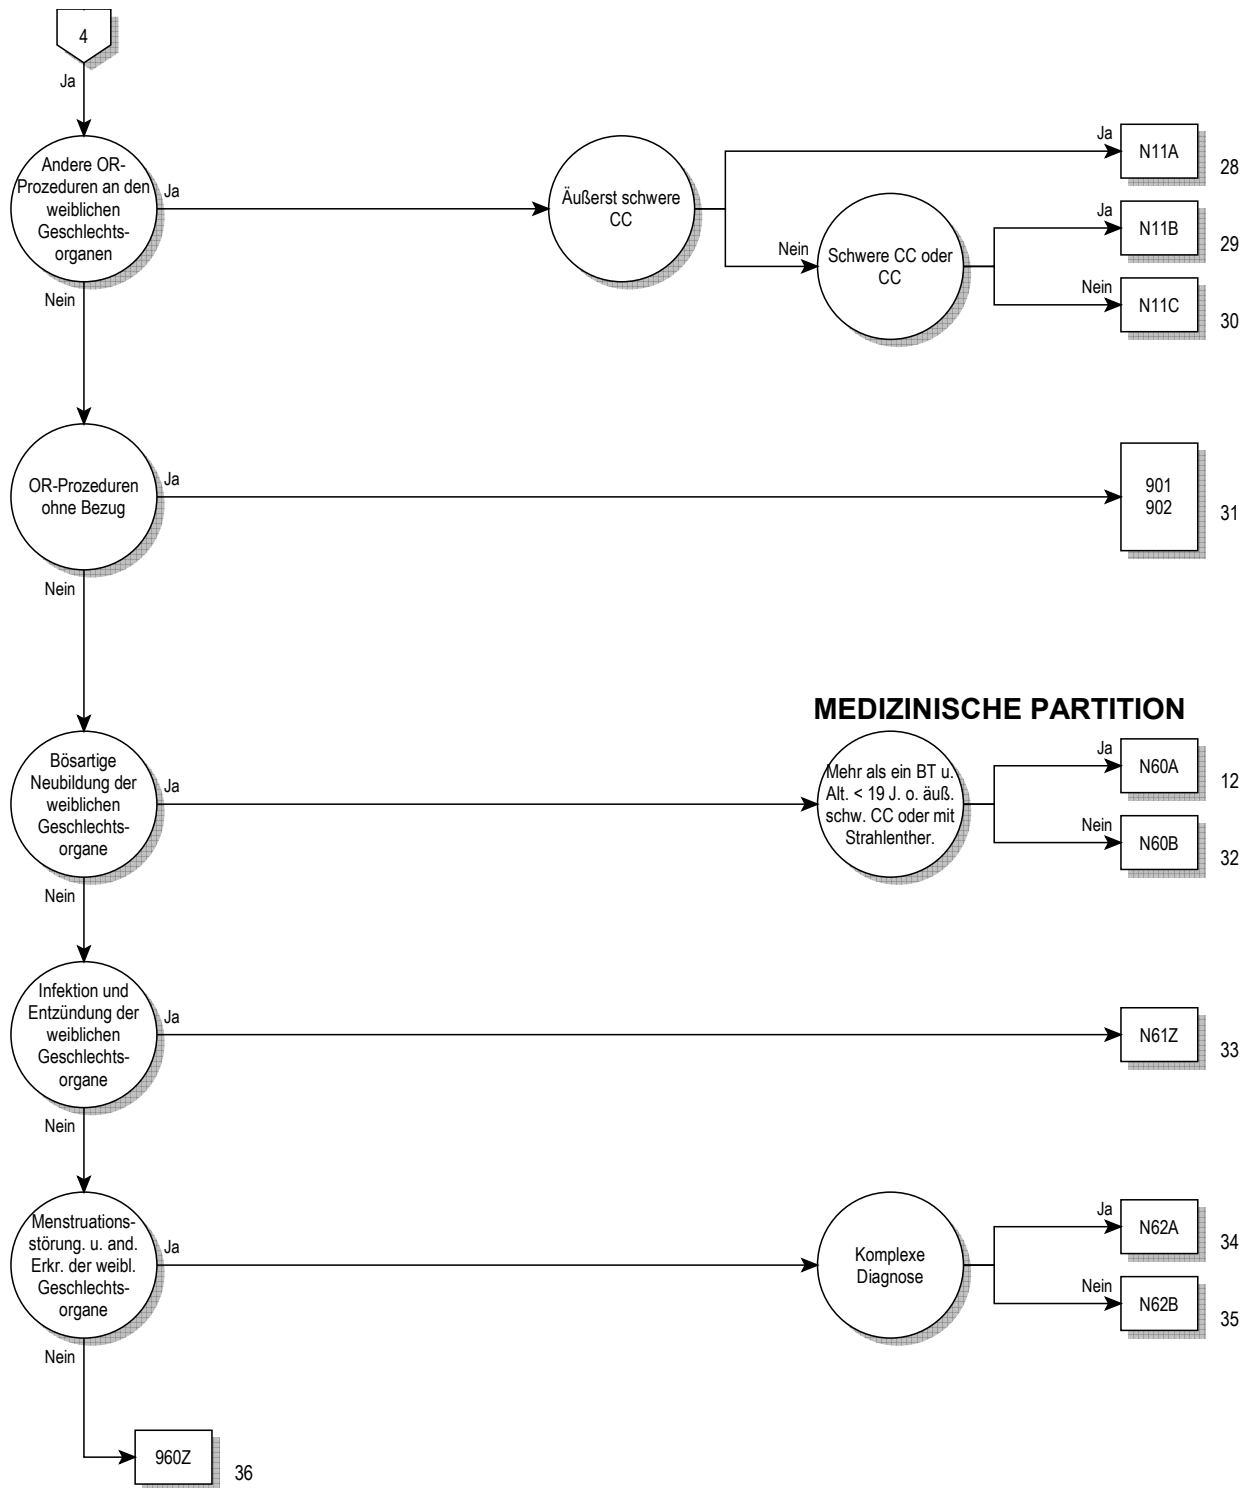 4
Ja
Andere OR-
Prozeduren an den
weiblichen
Geschlechts-
organen
Ja
Äußerst schwere
CC
Ja
N11A
28
Nein
Schwere CC oder
CC
Ja
N11B
29
Nein
N11C
30
Nein
OR-Prozeduren
ohne Bezug
Ja
901
902
31
Nein
MEDIZINISCHE PARTITION
Bösartige
Neubildung der
weiblichen
Geschlechts-
organe
Ja
Mehr als ein BT u.
Alt. < 19 J. o. äuß.
schw. CC oder mit
Strahlenther.
Ja
N60A
12
Nein
N60B
32
Nein
Infektion und
Entzündung der
weiblichen
Geschlechts-
organe
Ja
N61Z
33
Nein
Menstruations-
störung. u. and.
Erkr. der weibl.
Geschlechts-
organe
Ja
Komplexe
Diagnose
Ja
N62A
34
Nein
N62B
35
Nein
960Z
36